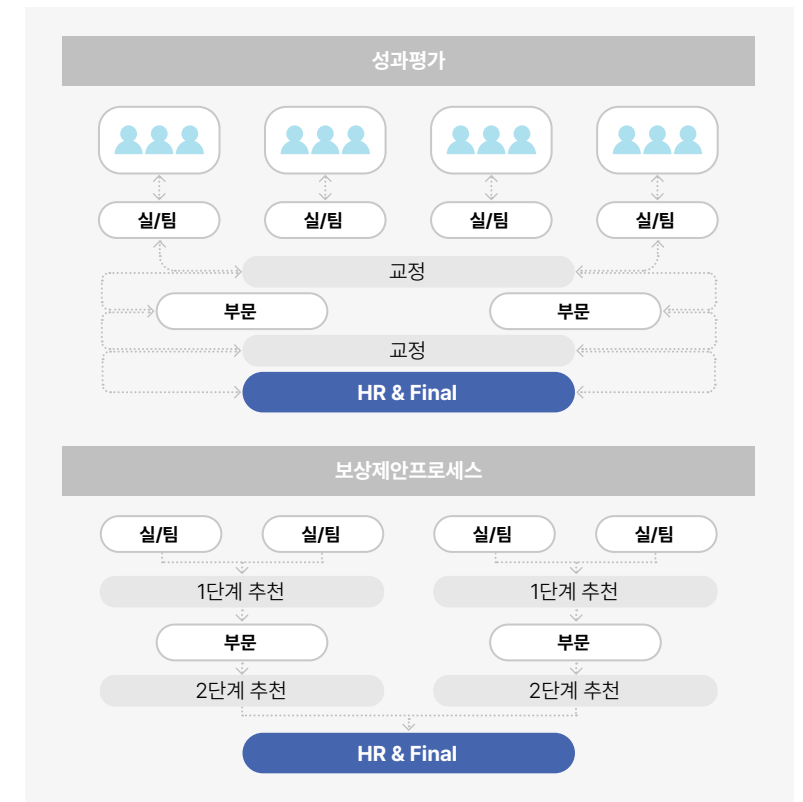 성과평가
실/팀 실/팀 실/팀 실/팀
교정
부문 부문
교정
HR & Final
보상제안프로세스
실/팀 실/팀 실/팀 실/팀
1단계 추천 1단계 추천
부문 부문
2단계 추천 2단계 추천
HR & Final